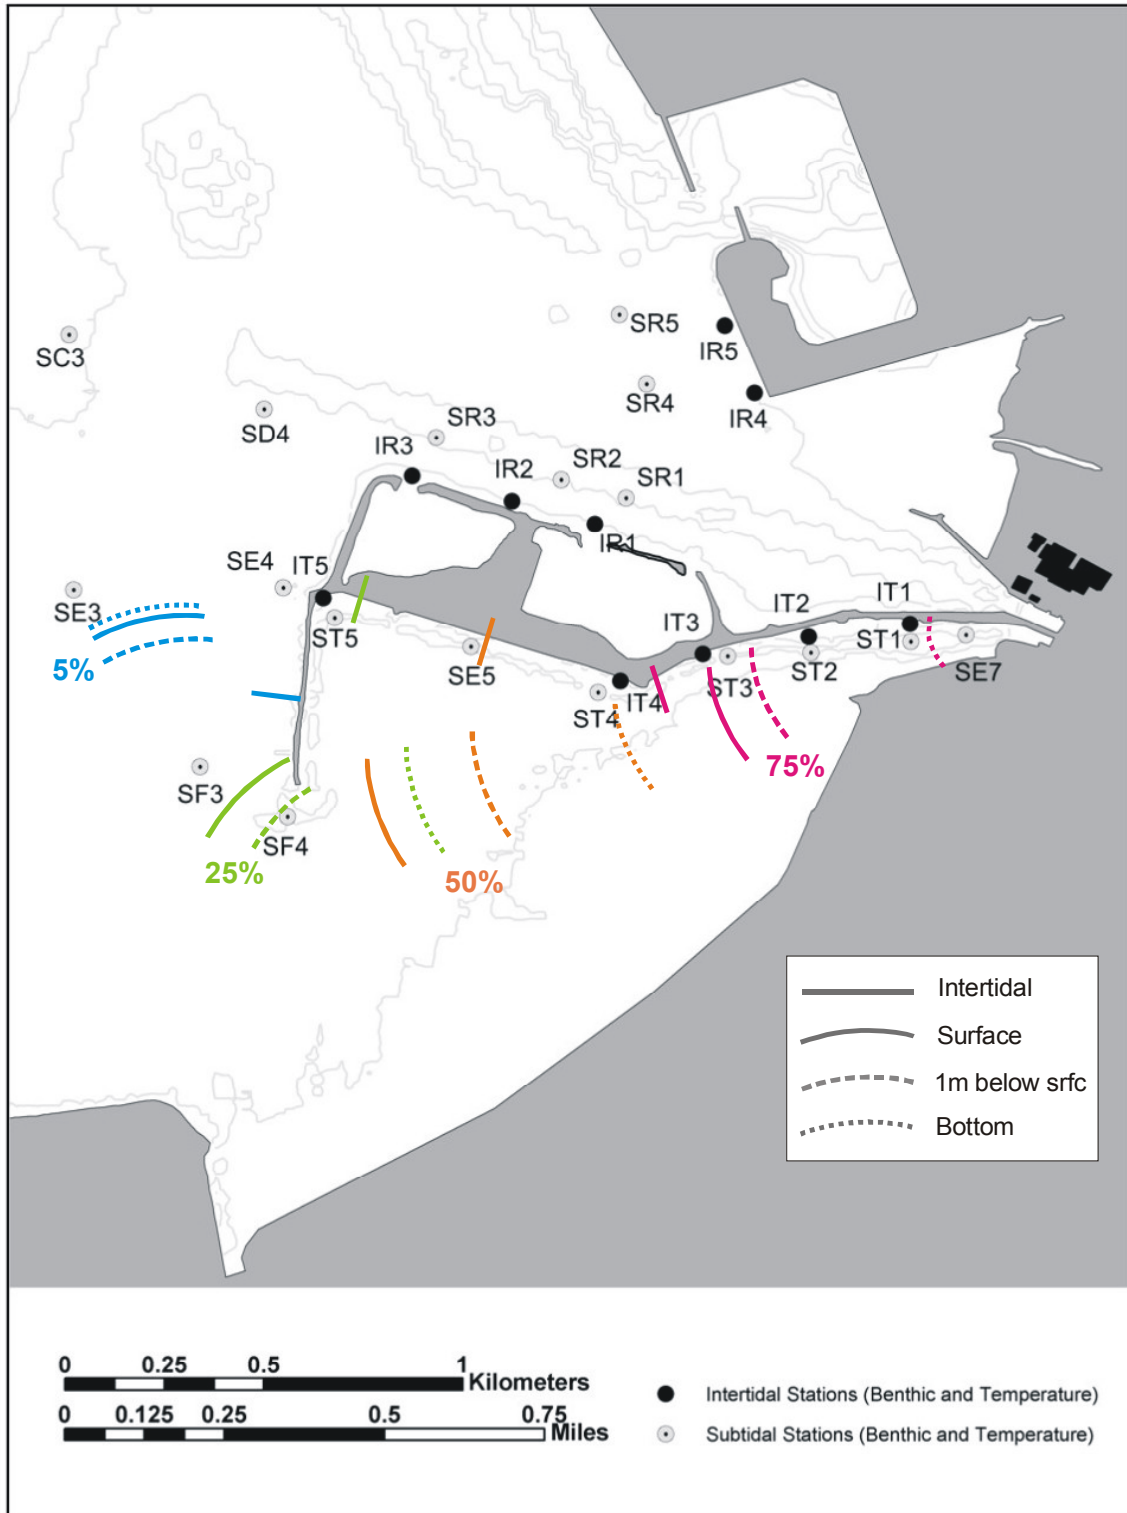 SR5
IR5
SC3
SR4
IR4
SD4
SR3
IR3
SR2
IR2
SR1
IR1
SE4
IT5
SE3
IT1
IT2
IT3
ST5
ST1
5%
SE5
ST3
ST2
SE7
IT4
ST4
75%
SF3
SF4
25%
50%
Intertidal
Surface
1m below srfc
Bottom
0 0.25 0.5 1
Kilometers
0 0.125 0.25 0.5 0.75
Miles
Intertidal Stations (Benthic and Temperature)
Subtidal Stations (Benthic and Temperature)